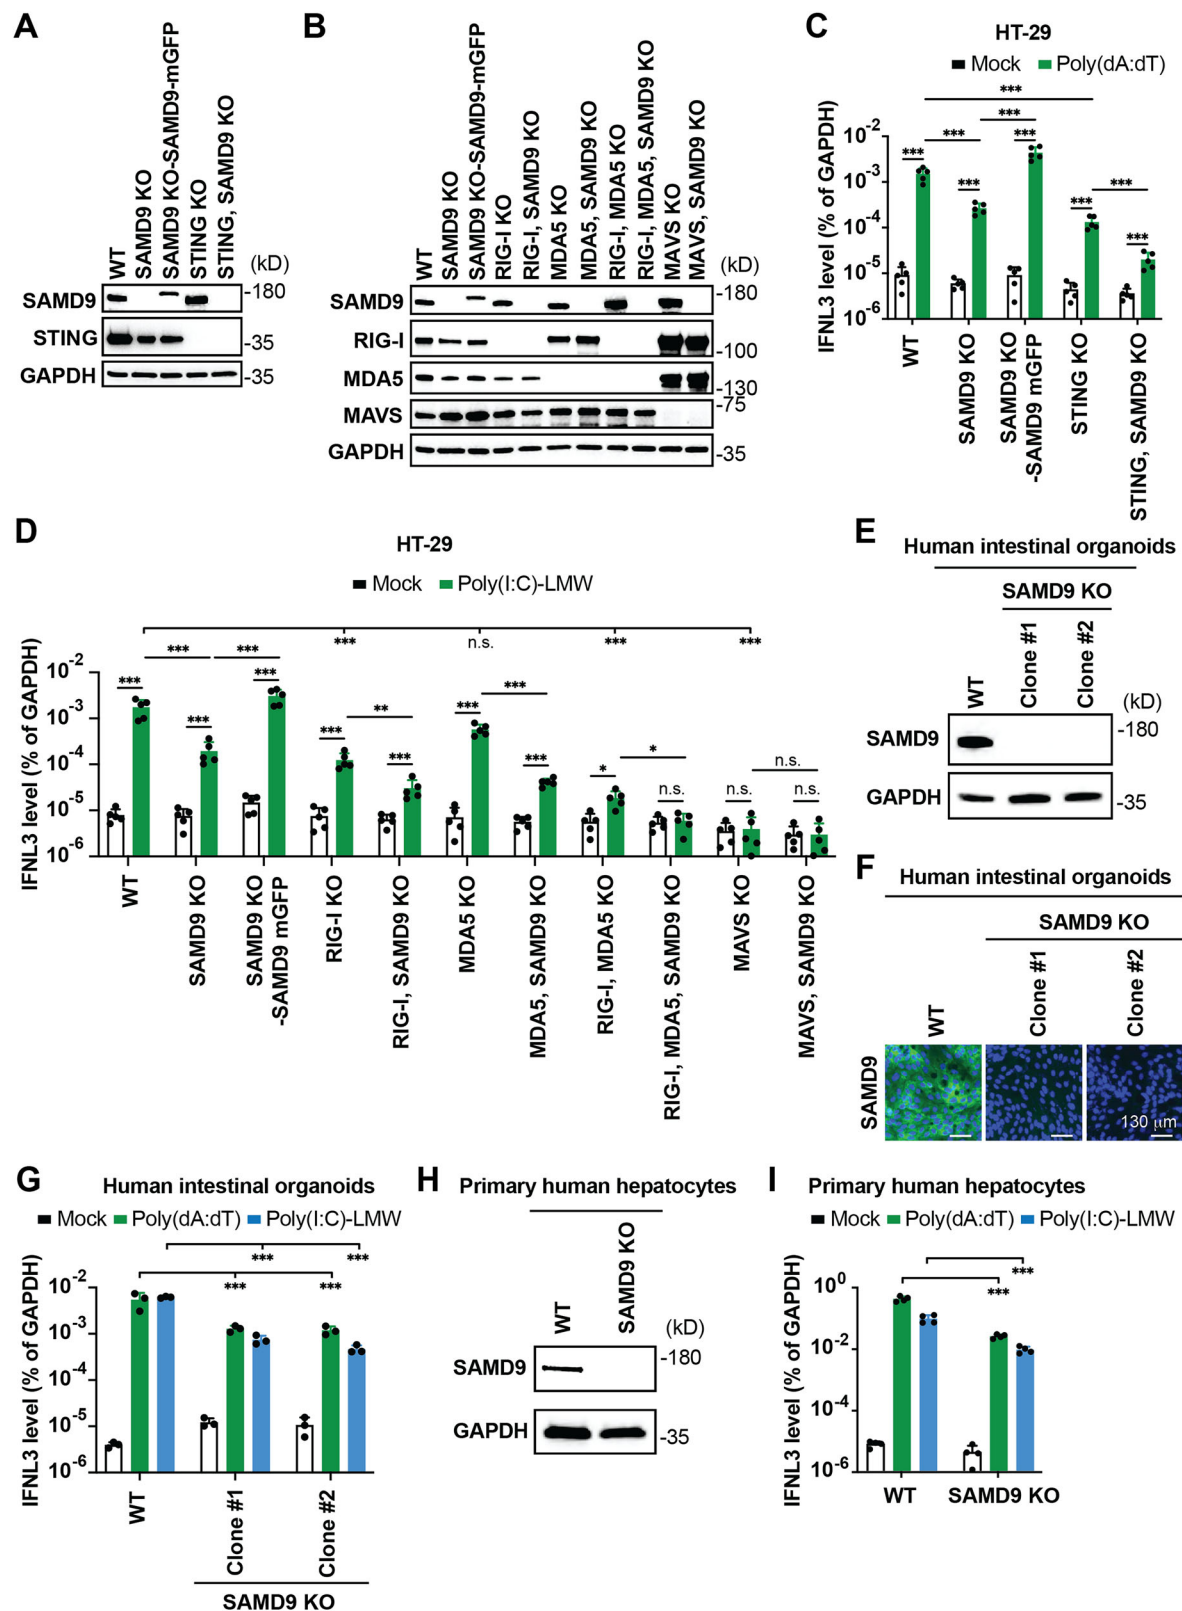 A
WT
SAMD9 KO
SAMD9 KO-SAMD9-mGFP
STING KO
STING, SAMD9 KO
(kD)
SAMD9
-180
STING
-35
GAPDH
-35
B
WT
SAMD9 KO
SAMD9 KO-SAMD9-mGFP
RIG-I KO
RIG-I, SAMD9 KO
MDA5 KO
MDA5, SAMD9 KO
RIG-I, MDA5 KO
RIG-I, MDA5, SAMD9 KO
MAVS KO
MAVS, SAMD9 KO
(kD)
SAMD9
-180
RIG-I
-100
MDA5
-130
MAVS
-75
GAPDH
-35
C
HT-29
Mock Poly(dA:dT)
IFNL3 level (% of GAPDH)
10-2
10-3
10-4
10-5
10-6
***
*** ***
*** *** *** *** *** ***
WT
SAMD9 KO
SAMD9 KO
-SAMD9 mGFP
STING KO
STING, SAMD9 KO
D
HT-29
Mock Poly(I:C)-LMW
IFNL3 level (% of GAPDH)
10-2
10-3
10-4
10-5
10-6
*** n.s. *** ***
*** *** *** ** *** * n.s.
*** *** *** *** *** *** * n.s. n.s. n.s.
WT
SAMD9 KO
SAMD9 KO
-SAMD9 mGFP
RIG-I KO
RIG-I, SAMD9 KO
MDA5 KO
MDA5, SAMD9 KO
RIG-I, MDA5 KO
RIG-I, MDA5, SAMD9 KO
MAVS KO
MAVS, SAMD9 KO
E
Human intestinal organoids
SAMD9 KO
WT
Clone #1
Clone #2
(kD)
SAMD9
-180
GAPDH
-35
F
Human intestinal organoids
SAMD9 KO
WT
Clone #1
Clone #2
SAMD9
130 μm
G
Human intestinal organoids
Mock Poly(dA:dT) Poly(I:C)-LMW
IFNL3 level (% of GAPDH)
10-2
10-3
10-4
10-5
10-6
*** ***
*** ***
WT
Clone #1
Clone #2
SAMD9 KO
H
Primary human hepatocytes
WT
SAMD9 KO
(kD)
SAMD9
-180
GAPDH
-35
I
Primary human hepatocytes
Mock Poly(dA:dT) Poly(I:C)-LMW
IFNL3 level (% of GAPDH)
100
10-2
10-4
10-6
***
***
WT SAMD9 KO